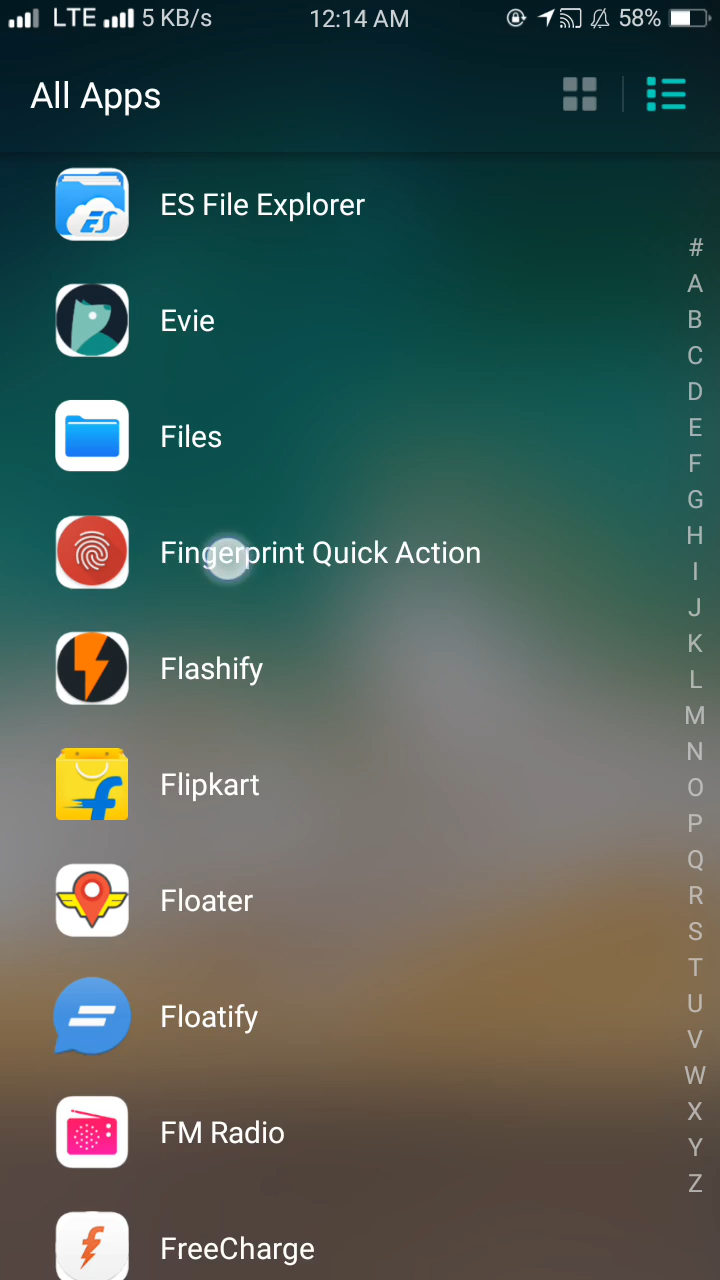 LTE 5 KB/s 12:14 AM 58%
All Apps
ES File Explorer
Evie
Files
Fingerprint Quick Action
Flashify
Flipkart
Floater
Floatify
FM Radio
FreeCharge
#
A
B
C
D
E
F
G
H
I
J
K
L
M
N
O
P
Q
R
S
T
U
V
W
X
Y
Z